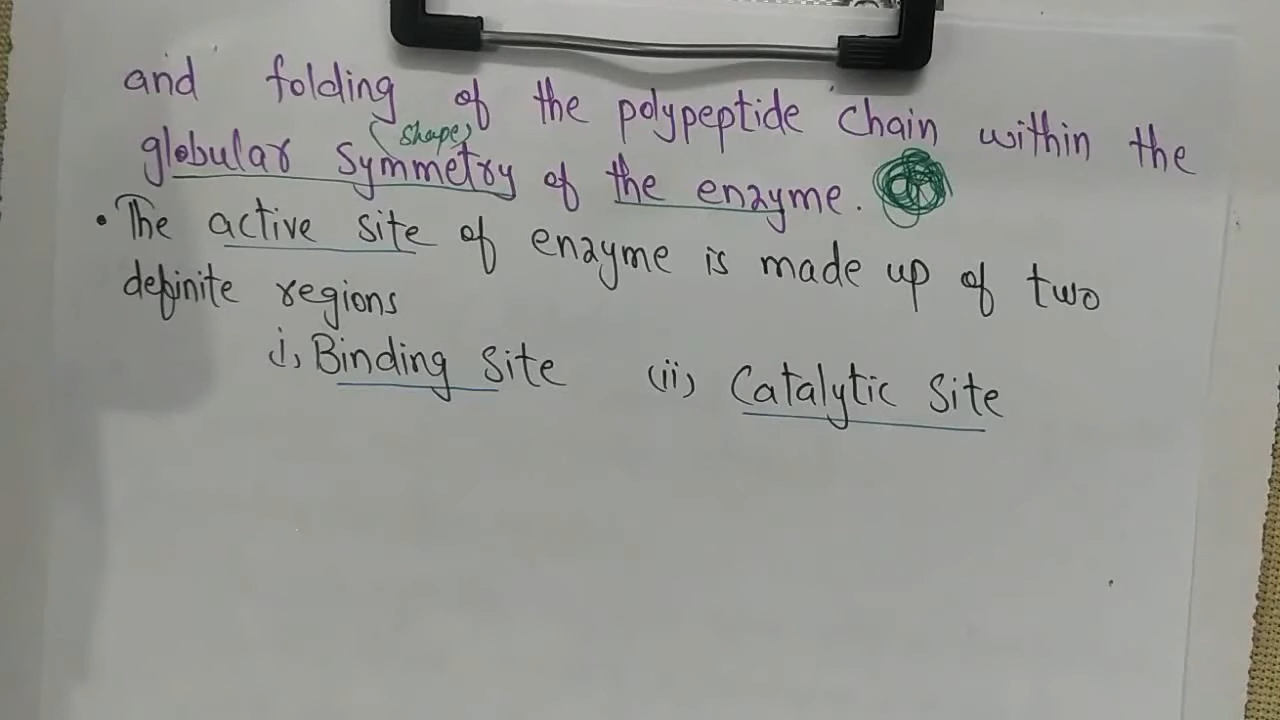 and folding of the polypeptide chain within the
(shape)
globular symmetry of the enzyme.
• The active site of enzyme is made up of two
definite regions
i, Binding site (ii) Catalytic site